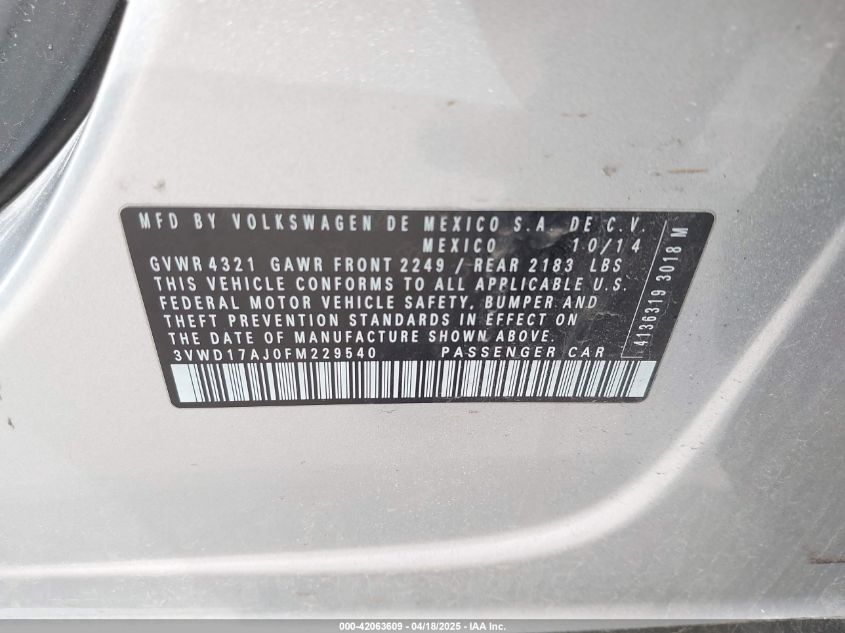 MFD BY VOLKSWAGEN DE MEXICO S.A. DE C.V.
MEXICO 10/14
GVWR 4321 GAWR FRONT 2249 / REAR 2183 LBS
THIS VEHICLE CONFORMS TO ALL APPLICABLE U.S.
FEDERAL MOTOR VEHICLE SAFETY, BUMPER AND
THEFT PREVENTION STANDARDS IN EFFECT ON
THE DATE OF MANUFACTURE SHOWN ABOVE.
3VWD17AJ0FM229540 PASSENGER CAR
4136319 3018 M
000-42063609 - 04/18/2025 - IAA Inc.